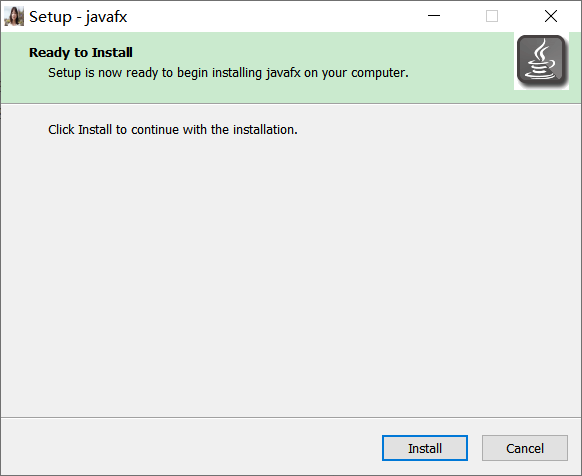 Setup - javafx
Ready to Install
Setup is now ready to begin installing javafx on your computer.
Click Install to continue with the installation.
Install
Cancel